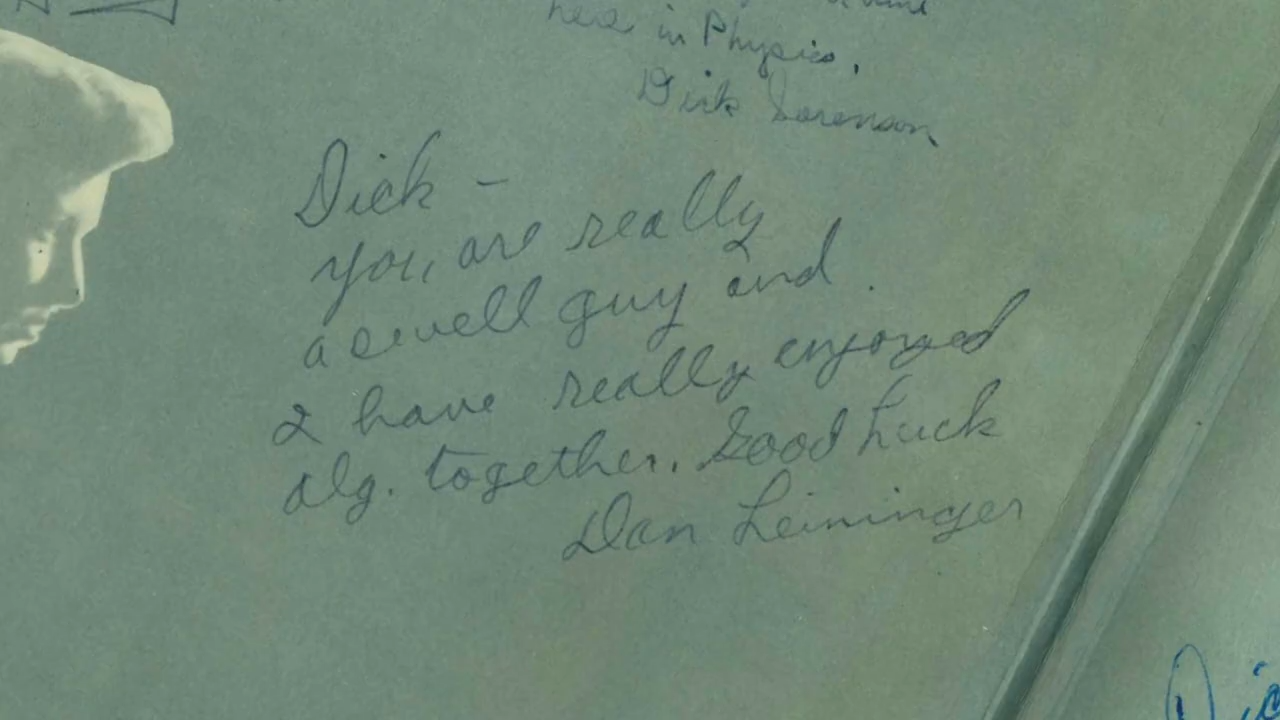 here in Physics.
Dick Sorenson
Dick –
you are really
a swell guy and
I have really enjoyed
alg. together. Good Luck
Dan Leininger